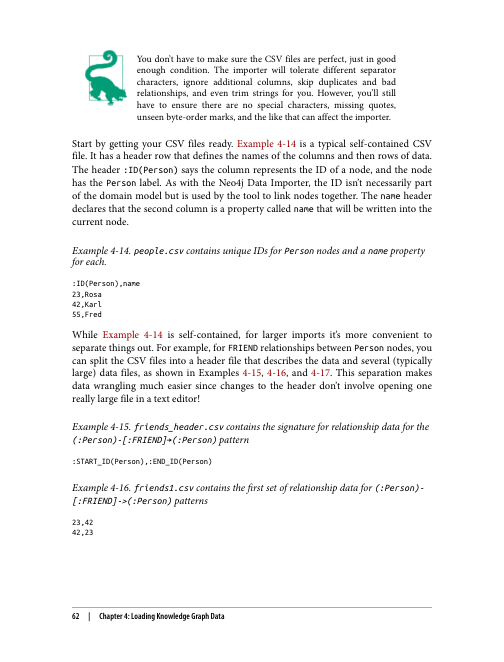 You don't have to make sure the CSV files are perfect, just in good
enough condition. The importer will tolerate different separator
characters, ignore additional columns, skip duplicates and bad
relationships, and even trim strings for you. However, you'll still
have to ensure there are no special characters, missing quotes,
unseen byte-order marks, and the like that can affect the importer.
Start by getting your CSV files ready. Example 4-14 is a typical self-contained CSV
file. It has a header row that defines the names of the columns and then rows of data.
The header :ID(Person) says the column represents the ID of a node, and the node
has the Person label. As with the Neo4j Data Importer, the ID isn't necessarily part
of the domain model but is used by the tool to link nodes together. The name header
declares that the second column is a property called name that will be written into the
current node.
Example 4-14. people.csv contains unique IDs for Person nodes and a name property
for each.
:ID(Person),name
23,Rosa
42,Karl
55,Fred
While Example 4-14 is self-contained, for larger imports it's more convenient to
separate things out. For example, for FRIEND relationships between Person nodes, you
can split the CSV files into a header file that describes the data and several (typically
large) data files, as shown in Examples 4-15, 4-16, and 4-17. This separation makes
data wrangling much easier since changes to the header don't involve opening one
really large file in a text editor!
Example 4-15. friends_header.csv contains the signature for relationship data for the
(:Person)-[:FRIEND]➔(:Person) pattern
:START_ID(Person),:END_ID(Person)
Example 4-16. friends1.csv contains the first set of relationship data for (:Person)-
[:FRIEND]->(:Person) patterns
23,42
42,23
62 | Chapter 4: Loading Knowledge Graph Data